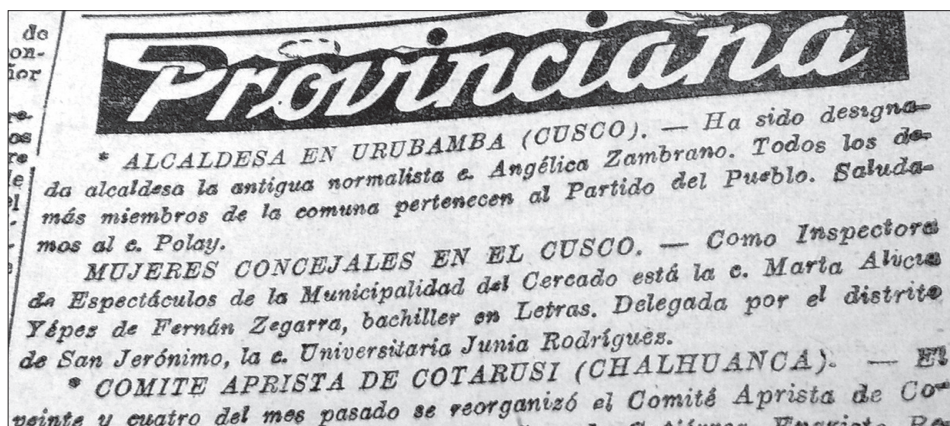 de
on-
Provinciana
* ALCALDESA EN URUBAMBA (CUSCO). — Ha sido designa-
da alcaldesa la antigua normalista c. Angélica Zambrano. Todos los de-
más miembros de la comuna pertenecen al Partido del Pueblo. Saluda-
mos al c. Polay.
MUJERES CONCEJALES EN EL CUSCO. — Como Inspectora
de Espectáculos de la Municipalidad del Cercado está la c. Marta Alicia
Yépez de Fernán Zegarra, bachiller en Letras. Delegada por el distrito
de San Jerónimo, la c. Universitaria Junia Rodríguez.
* COMITE APRISTA DE COTARUSI (CHALHUANCA). — El
veinte y cuatro del mes pasado se reorganizó el Comité Aprista de Co-